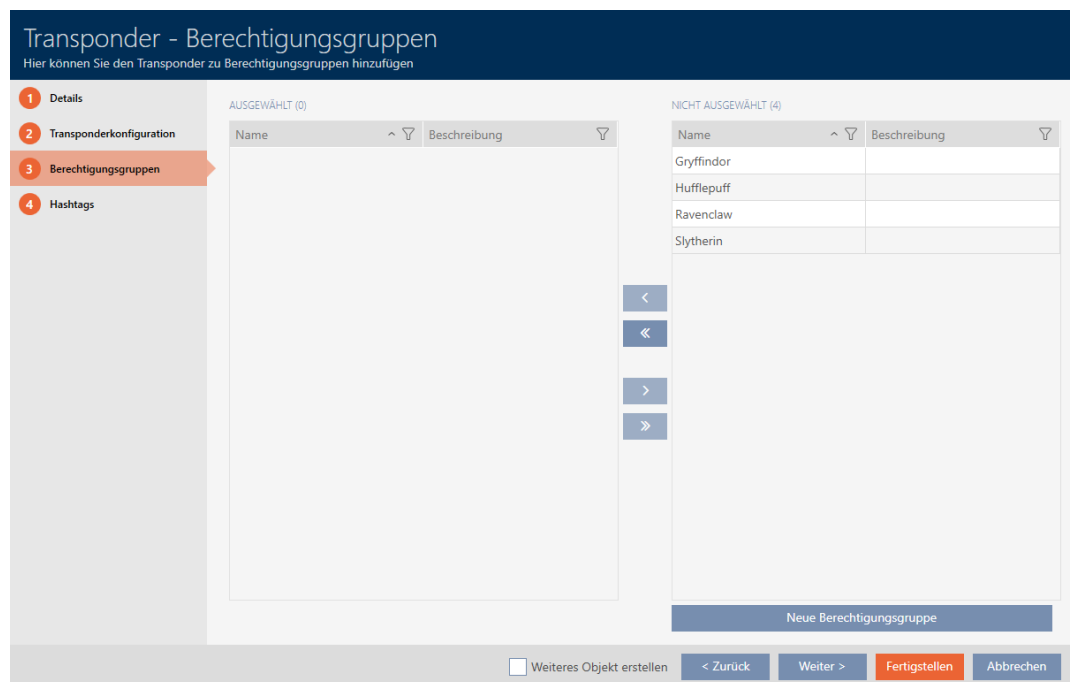 Transponder - Berechtigungsgruppen
Hier können Sie den Transponder zu Berechtigungsgruppen hinzufügen
1 Details
2 Transponderkonfiguration
3 Berechtigungsgruppen
4 Hashtags
AUSGEWÄHLT (0)
Name Beschreibung
NICHT AUSGEWÄHLT (4)
Name Beschreibung
Gryffindor
Hufflepuff
Ravenclaw
Slytherin
Neue Berechtigungsgruppe
Weiteres Objekt erstellen < Zurück Weiter > Fertigstellen Abbrechen